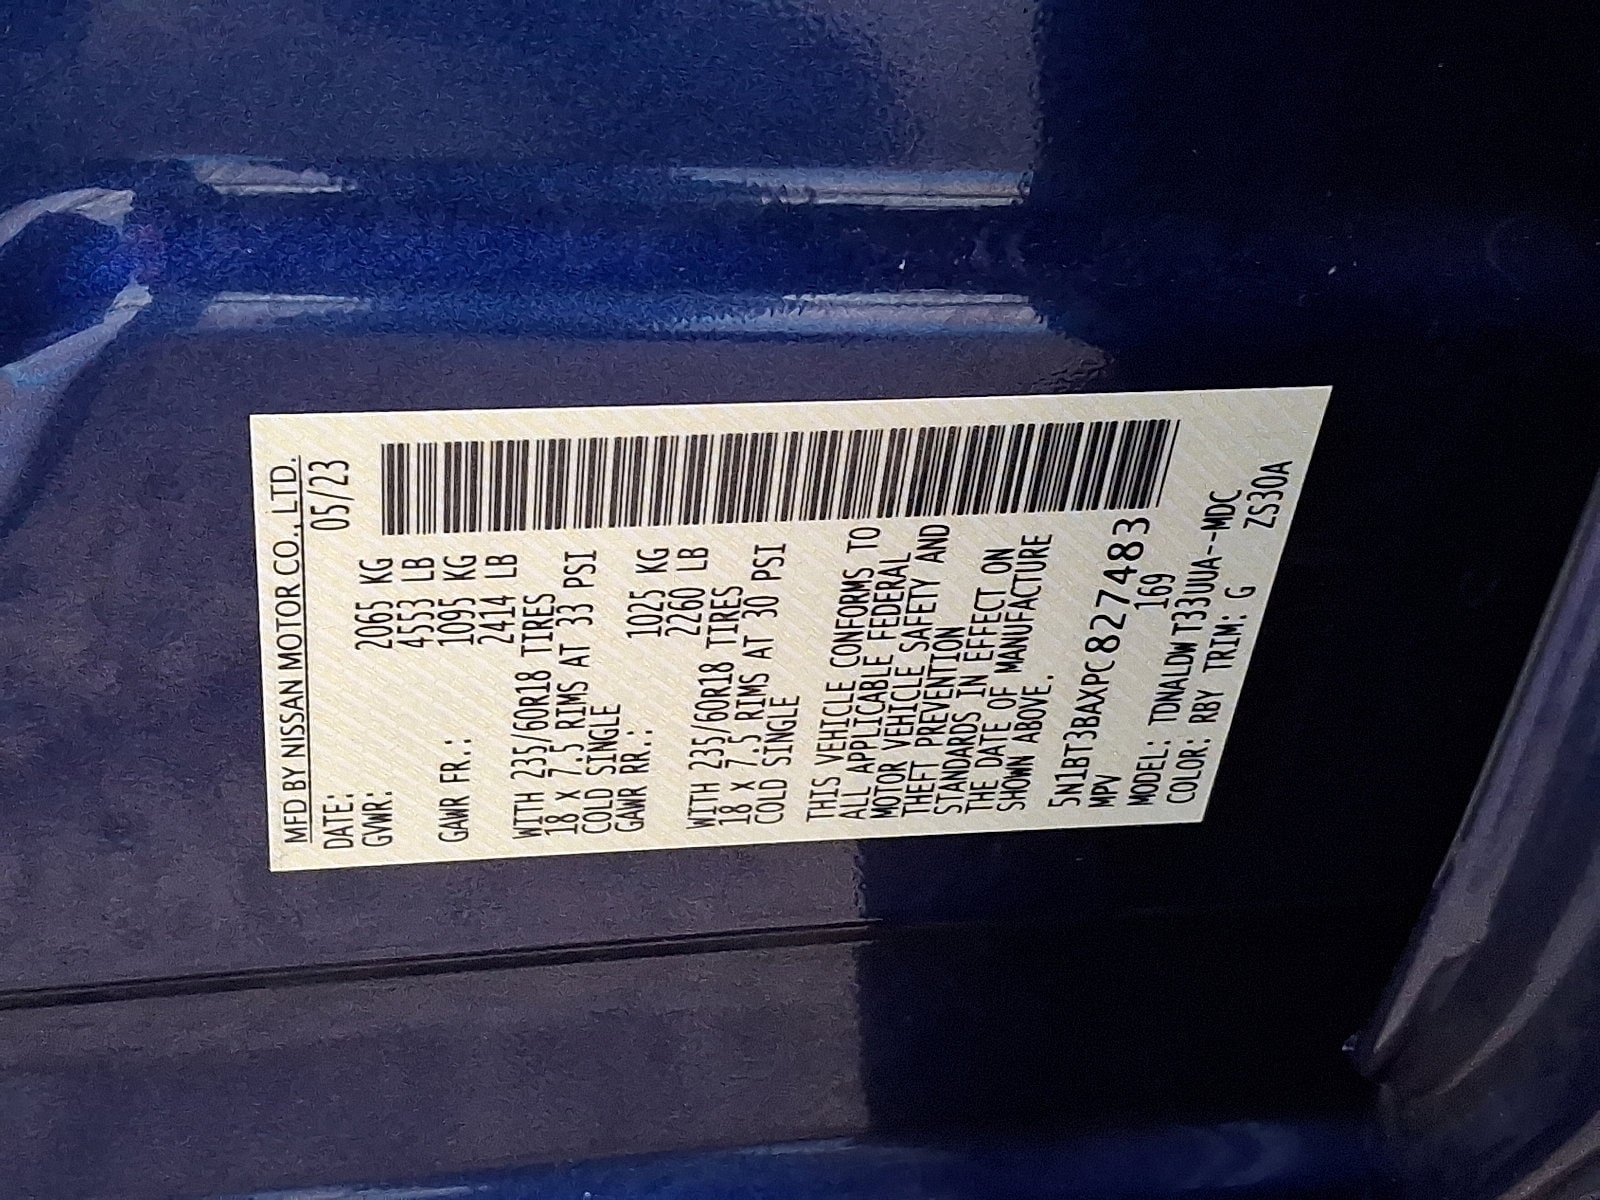 MFD BY NISSAN MOTOR CO., LTD.
DATE: 05/23
GVWR: 2065 KG
4553 LB
GAWR FR.: 1095 KG
2414 LB
WITH 235/60R18 TIRES
18 X 7.5 RIMS AT 33 PSI
COLD SINGLE
GAWR RR.: 1025 KG
2260 LB
WITH 235/60R18 TIRES
18 X 7.5 RIMS AT 30 PSI
COLD SINGLE
THIS VEHICLE CONFORMS TO
ALL APPLICABLE FEDERAL
MOTOR VEHICLE SAFETY AND
THEFT PREVENTION
STANDARDS IN EFFECT ON
THE DATE OF MANUFACTURE
SHOWN ABOVE.
5N1BT3BAXPC827483
MPV 169
MODEL: TDNALDWT33UUA--MDC
COLOR: RBY TRIM: G ZS30A